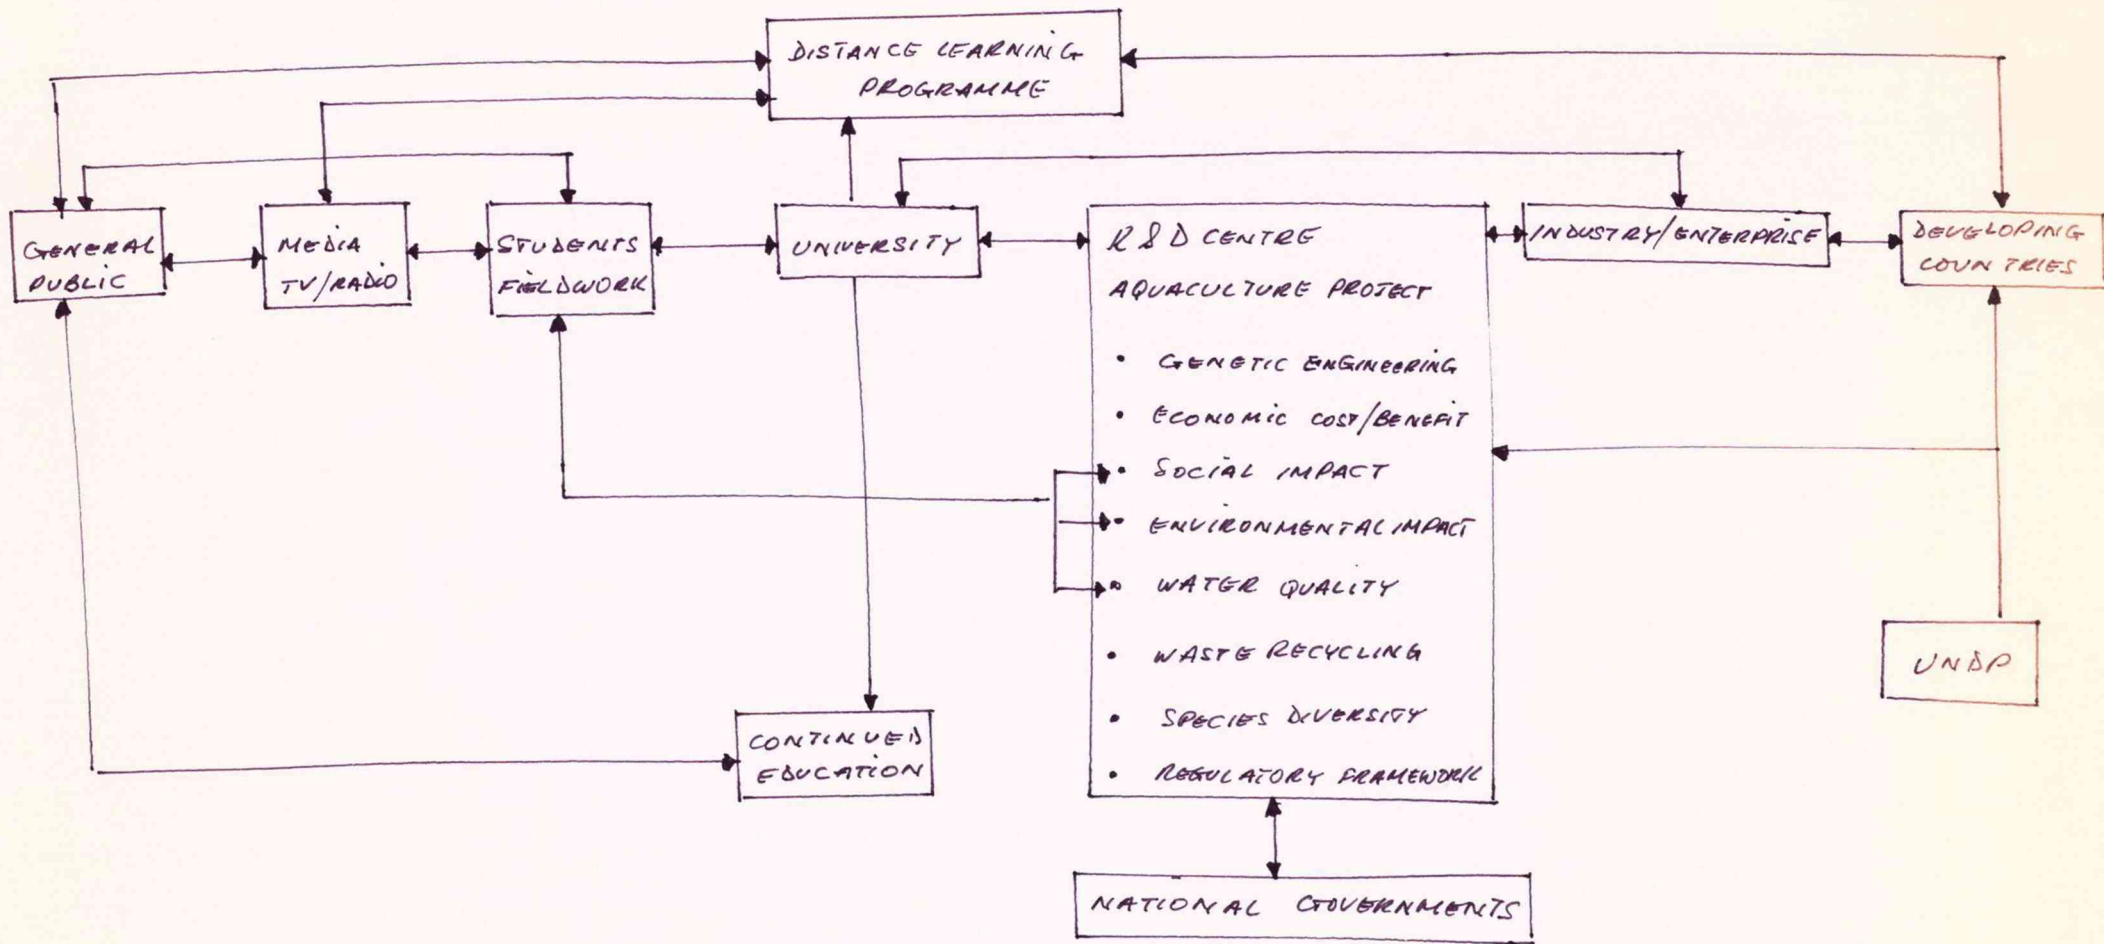 DISTANCE LEARNING
PROGRAMME
GENERAL
PUBLIC
MEDIA
TV/RADIO
STUDENTS
FIELDWORK
UNIVERSITY
R & D CENTRE
AQUACULTURE PROJECT
• GENETIC ENGINEERING
• ECONOMIC COST/BENEFIT
• SOCIAL IMPACT
• ENVIRONMENTAL IMPACT
• WATER QUALITY
• WASTE RECYCLING
• SPECIES DIVERSITY
• REGULATORY FRAMEWORK
INDUSTRY/ENTERPRISE
DEVELOPING
COUNTRIES
UNDP
CONTINUED
EDUCATION
NATIONAL GOVERNMENTS